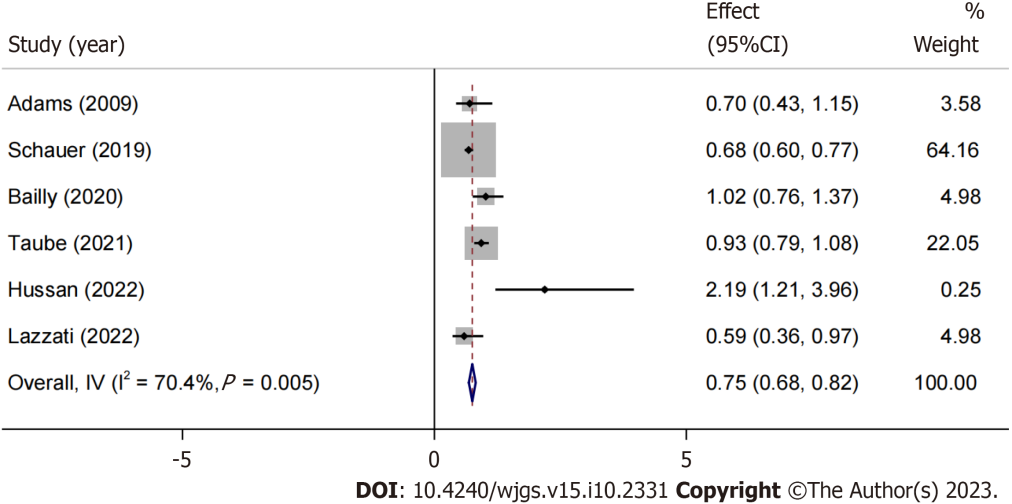 Effect %
Study (year) (95%CI) Weight
Adams (2009) 0.70 (0.43, 1.15) 3.58
Schauer (2019) 0.68 (0.60, 0.77) 64.16
Bailly (2020) 1.02 (0.76, 1.37) 4.98
Taube (2021) 0.93 (0.79, 1.08) 22.05
Hussan (2022) 2.19 (1.21, 3.96) 0.25
Lazzati (2022) 0.59 (0.36, 0.97) 4.98
Overall, IV (I² = 70.4%, P = 0.005) 0.75 (0.68, 0.82) 100.00
-5 0 5
DOI: 10.4240/wjgs.v15.i10.2331 Copyright ©The Author(s) 2023.